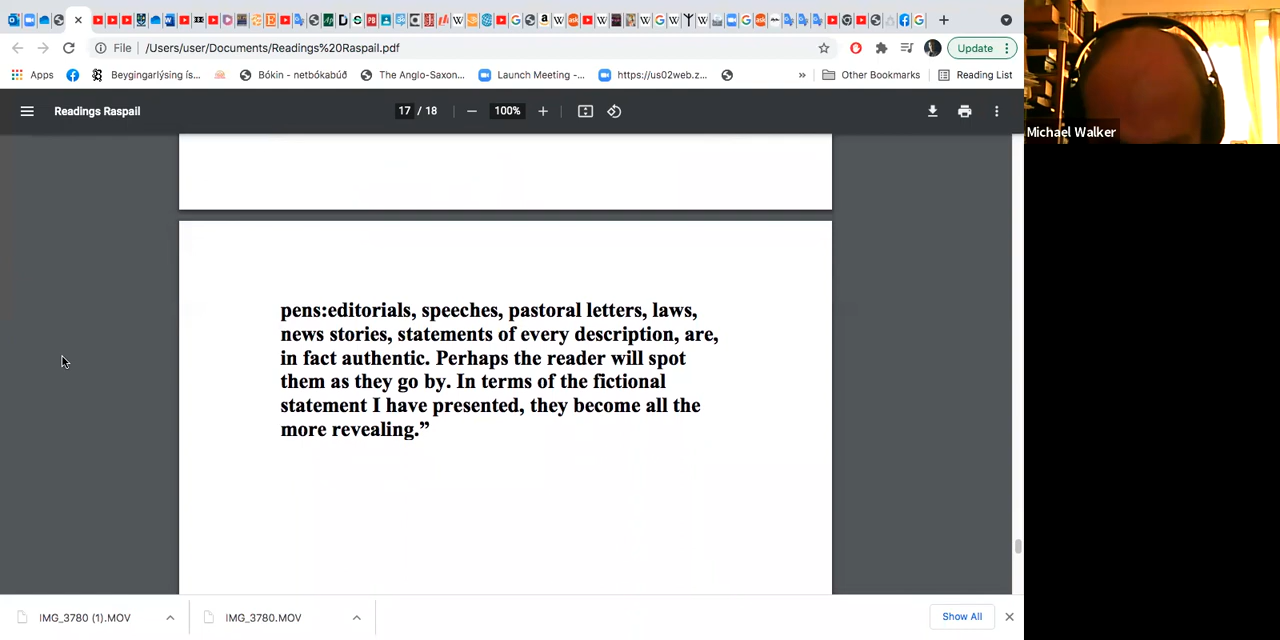 File
/Users/user/Documents/Readings%20Raspail.pdf
Update
Apps
Beygingarlýsing ís...
Bókin - netbókabúð
The Anglo-Saxon...
Launch Meeting -...
https://us02web.z...
»
Other Bookmarks
Reading List
Readings Raspail
17 / 18
100%
Michael Walker
pens:editorials, speeches, pastoral letters, laws,
news stories, statements of every description, are,
in fact authentic. Perhaps the reader will spot
them as they go by. In terms of the fictional
statement I have presented, they become all the
more revealing.”
IMG_3780 (1).MOV
IMG_3780.MOV
Show All